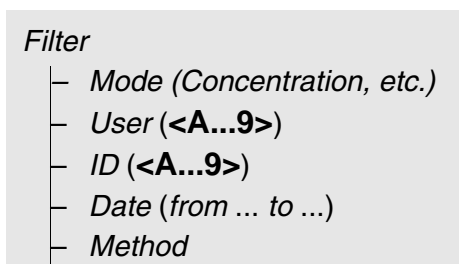 Filter
– Mode (Concentration, etc.)
– User (<A...9>)
– ID (<A...9>)
– Date (from ... to ...)
– Method